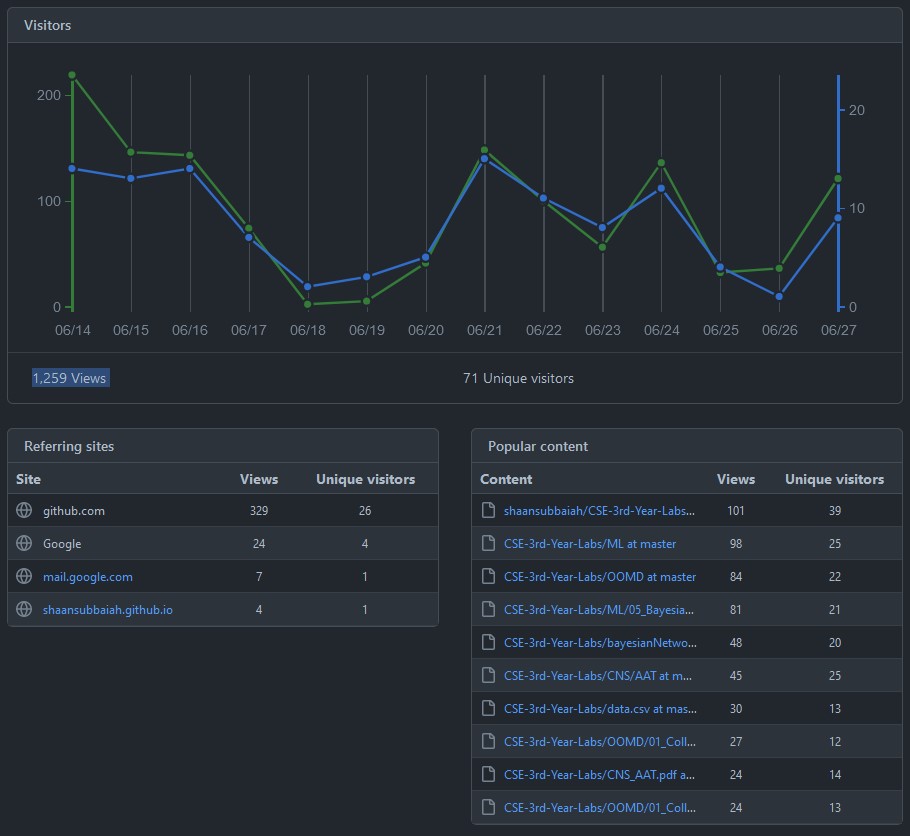 Visitors
200
100
0
20
10
0
06/14 06/15 06/16 06/17 06/18 06/19 06/20 06/21 06/22 06/23 06/24 06/25 06/26 06/27
1,259 Views 71 Unique visitors
Referring sites
Site Views Unique visitors
github.com 329 26
Google 24 4
mail.google.com 7 1
shaansubbaiah.github.io 4 1
Popular content
Content Views Unique visitors
shaansubbaiah/CSE-3rd-Year-Labs... 101 39
CSE-3rd-Year-Labs/ML at master 98 25
CSE-3rd-Year-Labs/OOMD at master 84 22
CSE-3rd-Year-Labs/ML/05_Bayesia... 81 21
CSE-3rd-Year-Labs/bayesianNetwo... 48 20
CSE-3rd-Year-Labs/CNS/AAT at m... 45 25
CSE-3rd-Year-Labs/data.csv at mas... 30 13
CSE-3rd-Year-Labs/OOMD/01_Coll... 27 12
CSE-3rd-Year-Labs/CNS_AAT.pdf a... 24 14
CSE-3rd-Year-Labs/OOMD/01_Coll... 24 13